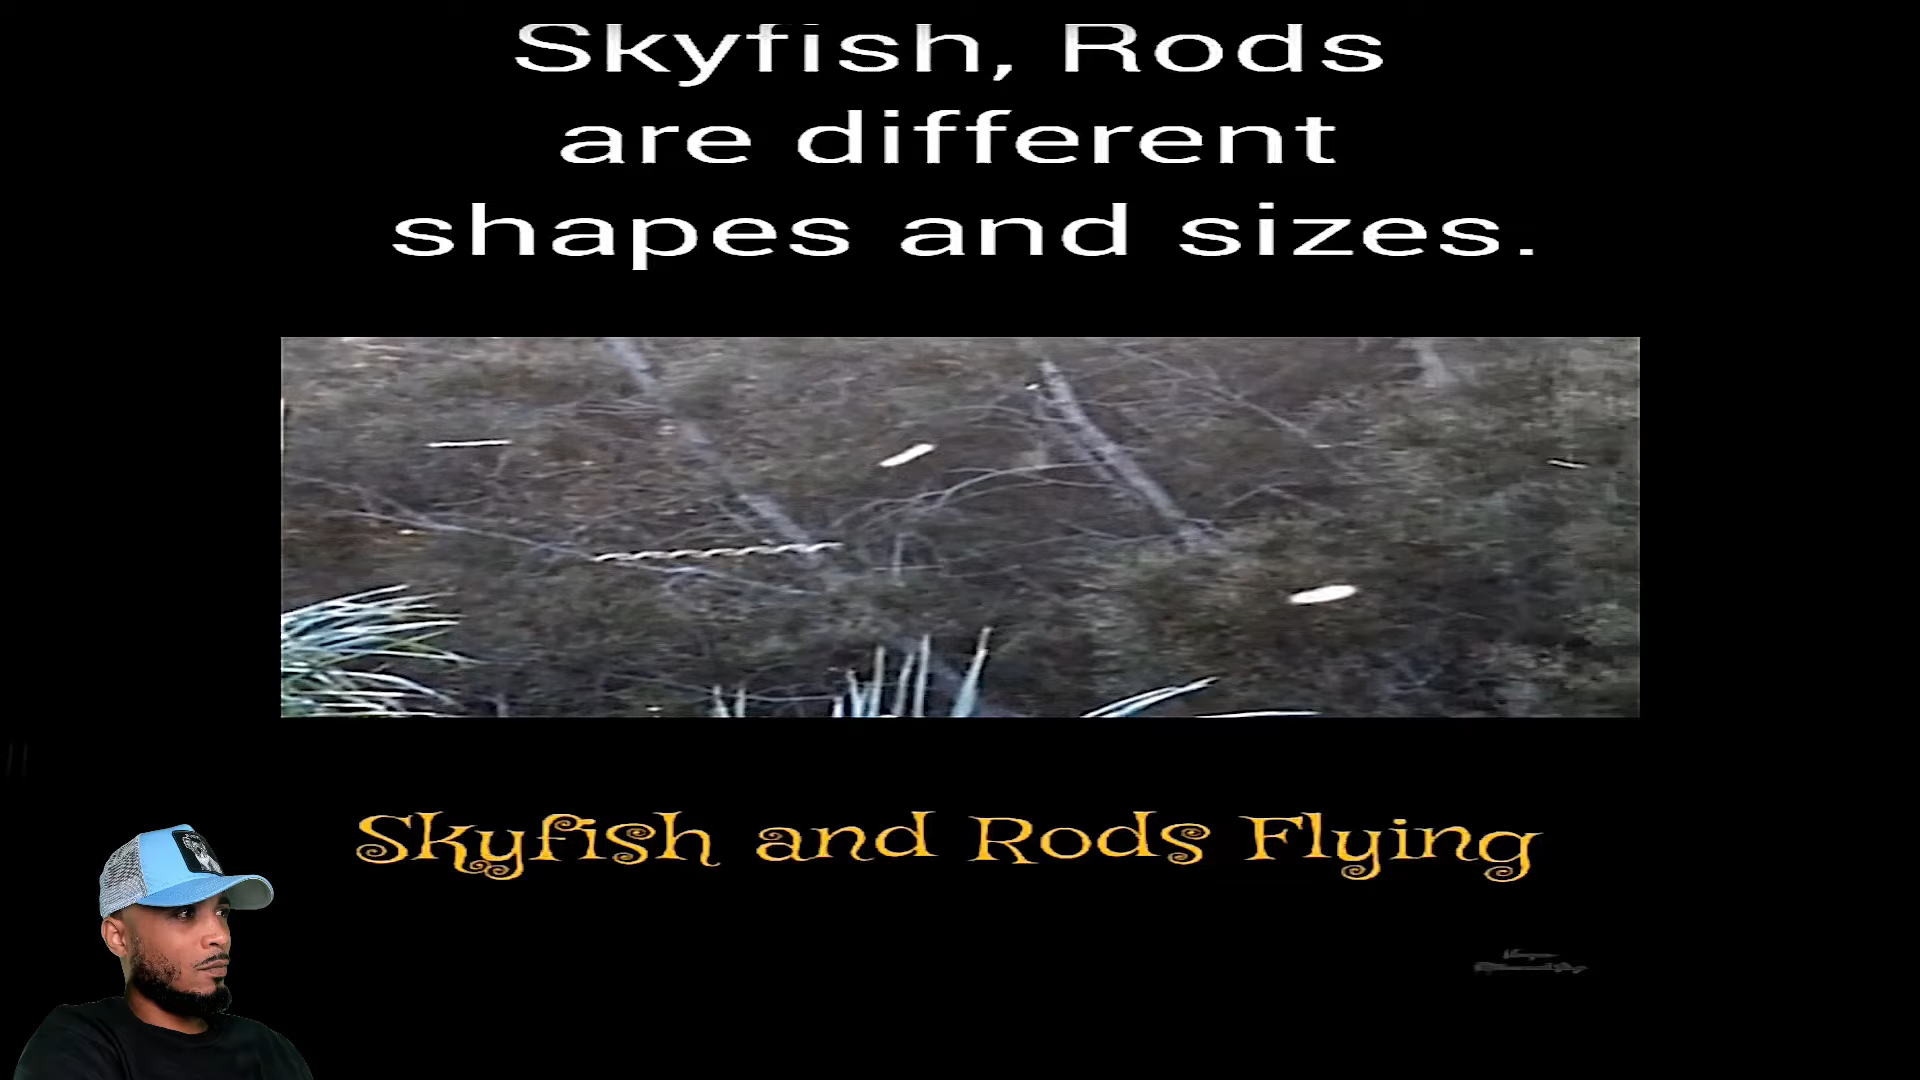 Skyfish, Rods
are different
shapes and sizes.
Skyfish and Rods Flying